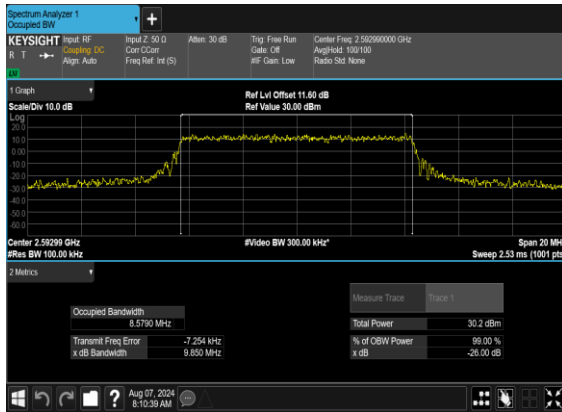 Spectrum Analyzer 1
Occupied BW
+
KEYSIGHT Input: RF Input Z: 50 Ω Atten: 30 dB Trig: Free Run Center Freq: 2.592990000 GHz
R T Coupling: DC Corr CCorr Gate: Off Avg|Hold: 100/100
Align: Auto Freq Ref: Int (S) #IF Gain: Low Radio Std: None
1 Graph
Ref Lvl Offset 11.60 dB
Scale/Div 10.0 dB Ref Value 30.00 dBm
Log
20.0
10.0
0.00
-10.0
-20.0
-30.0
-40.0
-50.0
-60.0
Center 2.59299 GHz #Video BW 300.00 kHz* Span 20 MH
#Res BW 100.00 kHz Sweep 2.53 ms (1001 pts
2 Metrics
Measure Trace Trace 1
Occupied Bandwidth
8.5790 MHz Total Power 30.2 dBm
Transmit Freq Error -7.254 kHz % of OBW Power 99.00 %
x dB Bandwidth 9.850 MHz x dB -26.00 dB
? Aug 07, 2024
8:10:39 AM